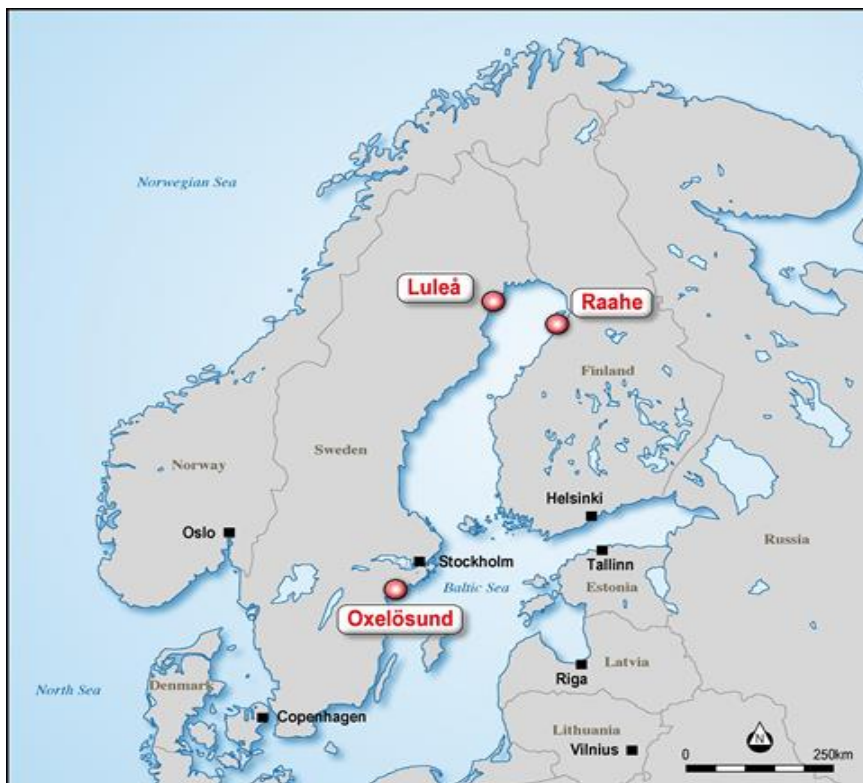 Norwegian Sea
Luleå
Raahe
Finland
Sweden
Norway
Helsinki
Oslo
Russia
Stockholm
Tallinn
Baltic Sea
Estonia
Oxelösund
Latvia
Riga
North Sea
Denmark
Copenhagen
Lithuania
Vilnius
N
0 250km